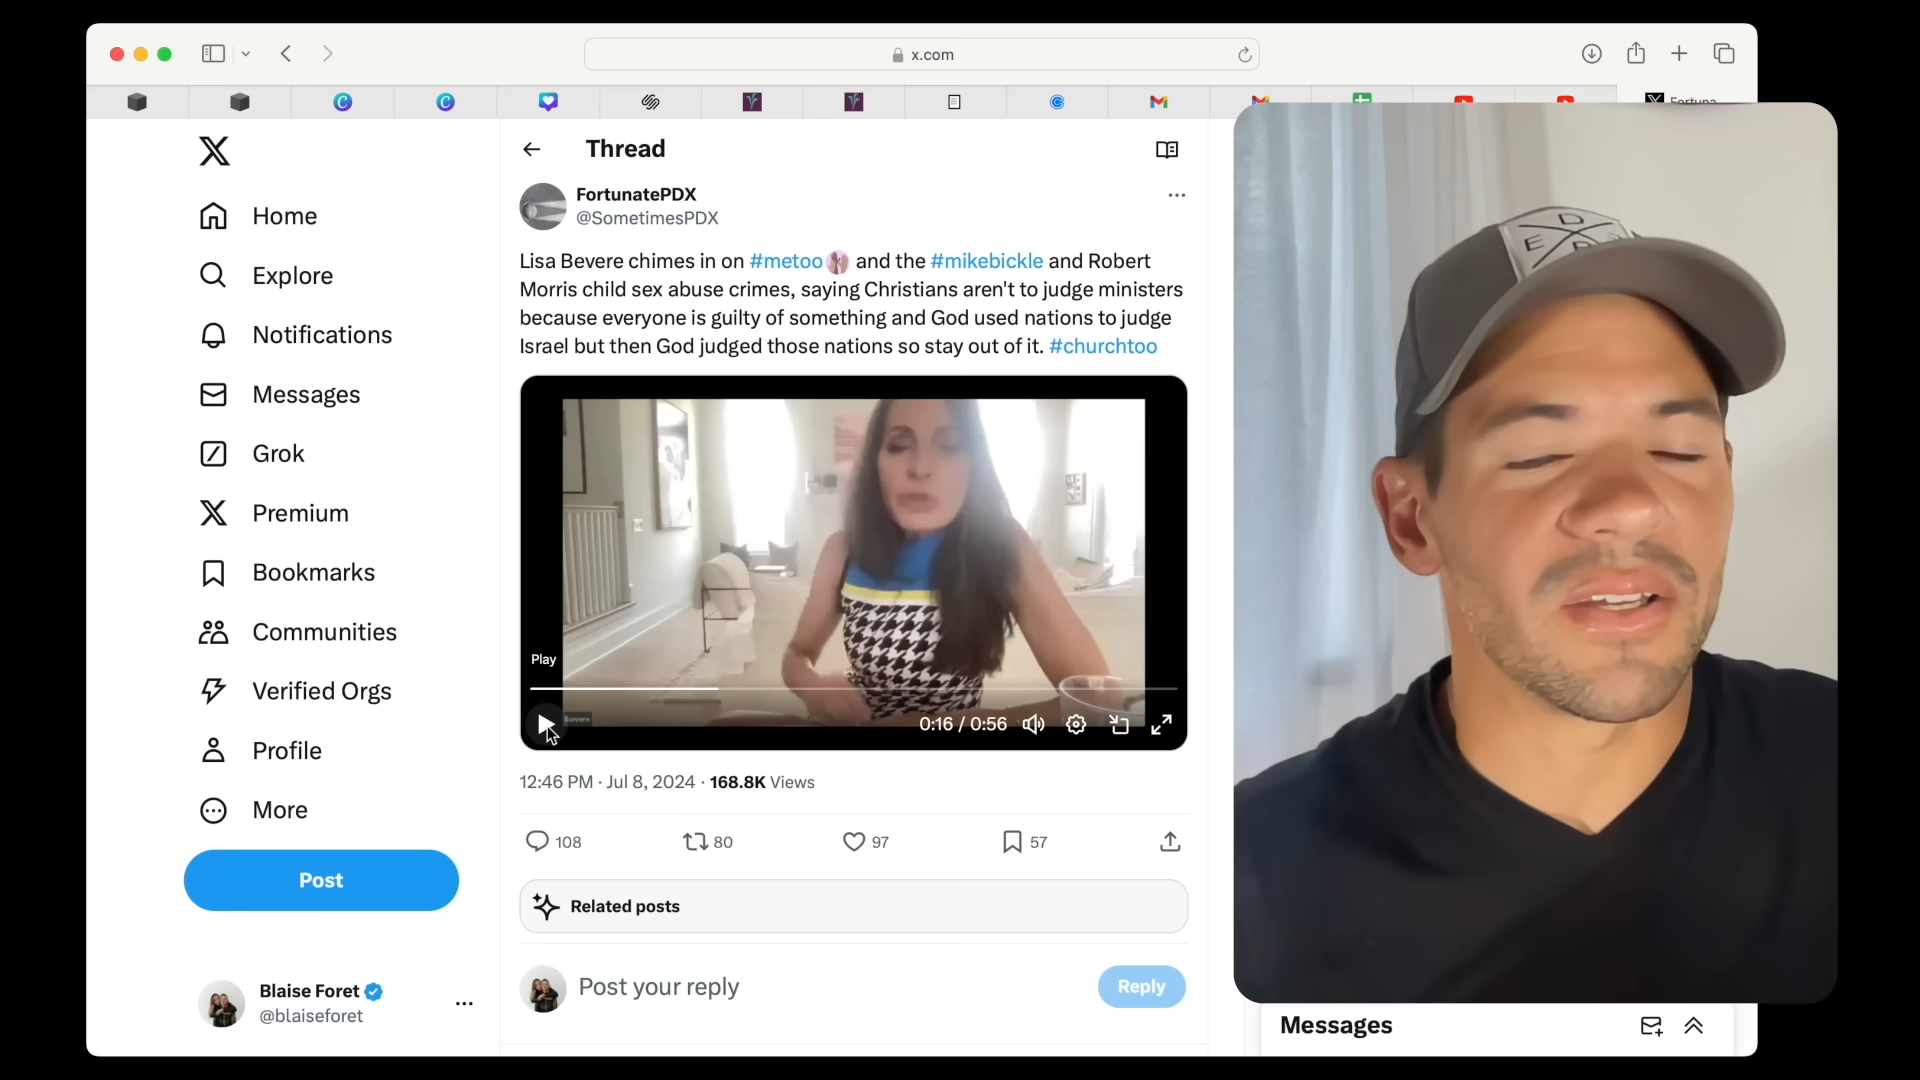 x.com
Fortuna
Thread
FortunatePDX
@SometimesPDX
Lisa Bevere chimes in on #metoo and the #mikebickle and Robert
Morris child sex abuse crimes, saying Christians aren't to judge ministers
because everyone is guilty of something and God used nations to judge
Israel but then God judged those nations so stay out of it. #churchtoo
Home
Explore
Notifications
Messages
Grok
Premium
Bookmarks
Communities
Verified Orgs
Profile
More
Post
Blaise Foret
@blaiseforet
Play
0:16 / 0:56
12:46 PM · Jul 8, 2024 · 168.8K Views
108 80 97 57
Related posts
Post your reply
Reply
Messages